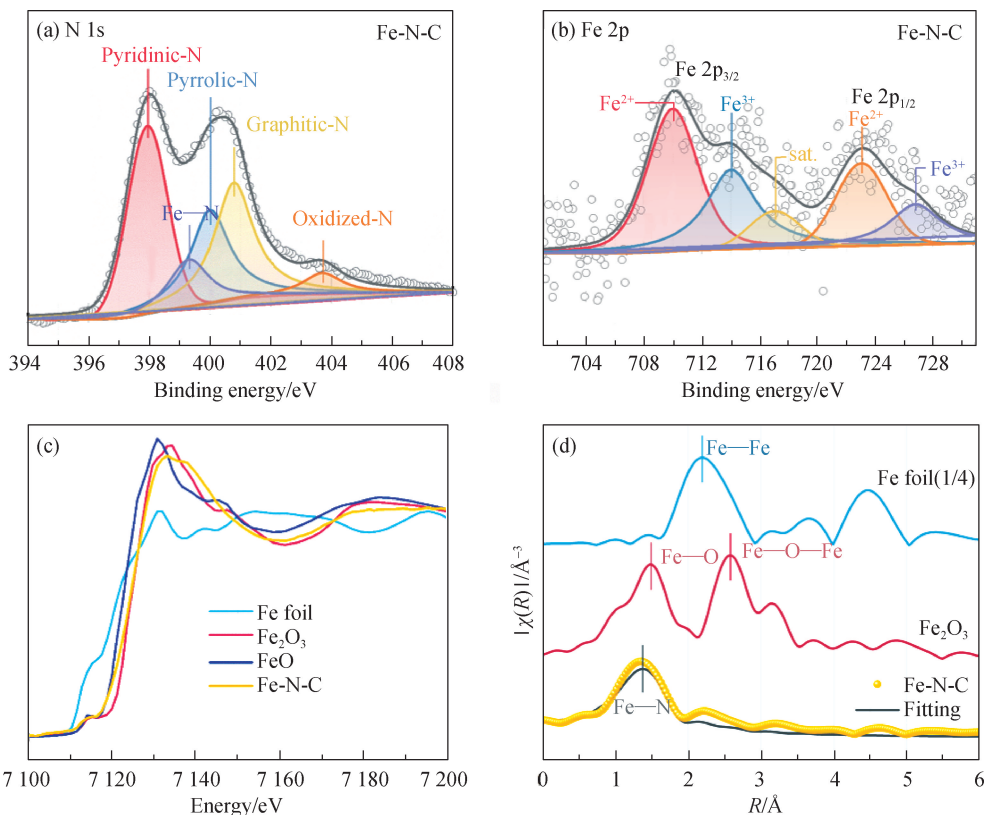 (a) N 1s
Fe-N-C
Pyridinic-N
Pyrrolic-N
Graphitic-N
Fe—N
Oxidized-N
394 396 398 400 402 404 406 408
Binding energy/eV
(b) Fe 2p
Fe-N-C
Fe 2p3/2
Fe²⁺
Fe³⁺
sat.
Fe 2p1/2
Fe²⁺
Fe³⁺
704 708 712 716 720 724 728
Binding energy/eV
(c)
Fe foil
Fe₂O₃
FeO
Fe-N-C
7 100 7 120 7 140 7 160 7 180 7 200
Energy/eV
(d)
Fe—Fe
Fe foil(1/4)
Fe—O
Fe—O—Fe
Fe₂O₃
Fe-N-C
Fe—N
Fitting
|χ(R)|/Å⁻³
0 1 2 3 4 5 6
R/Å